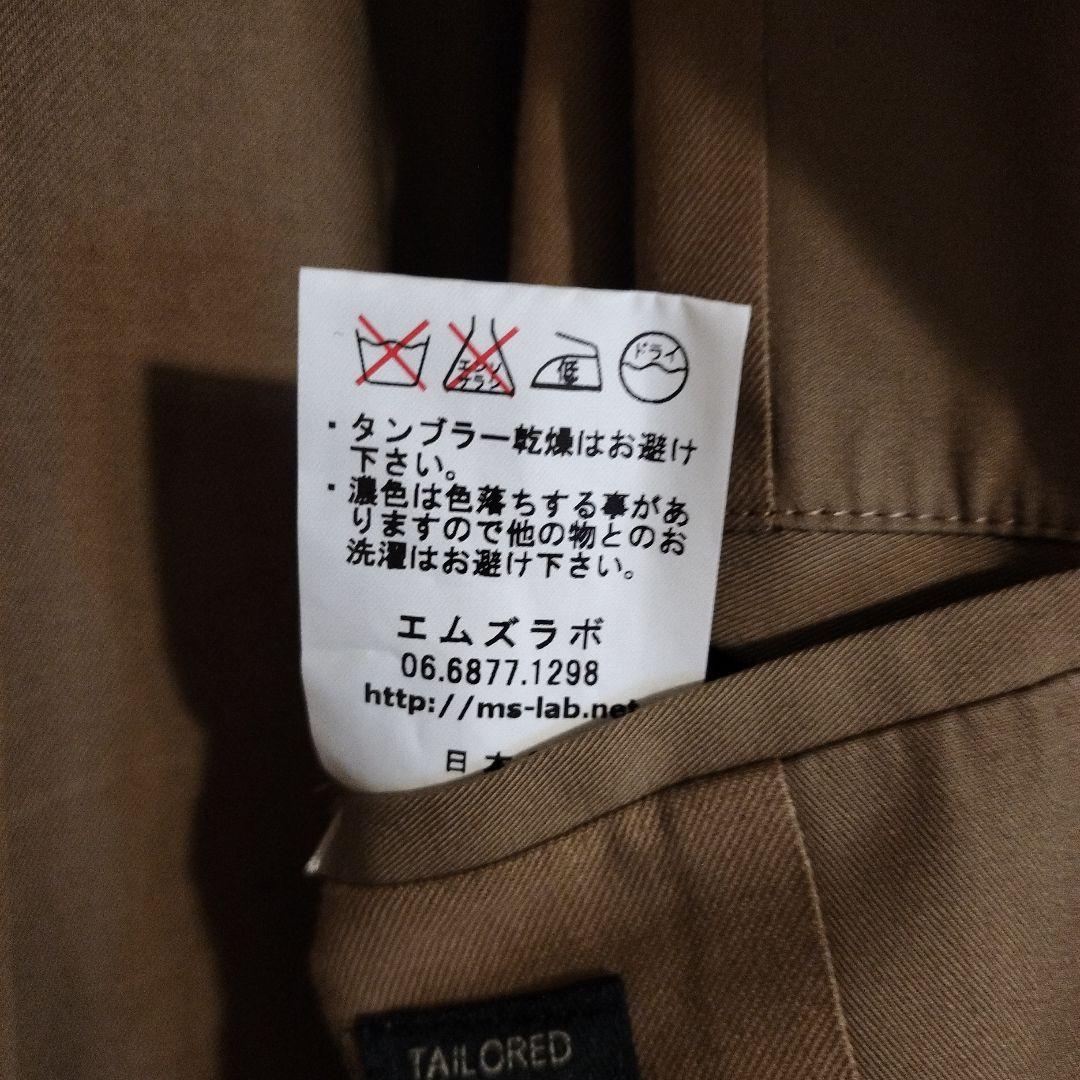 エンソ
サラシ
低
ドライ
・タンブラー乾燥はお避け
下さい。
・濃色は色落ちする事があ
りますので他の物とのお
洗濯はお避け下さい。
エムズラボ
06.6877.1298
http://ms-lab.net
日本
TAILORED